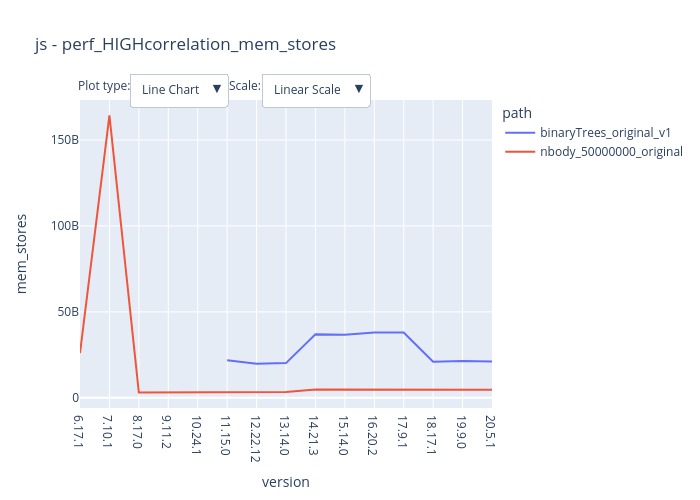 js - perf_HIGHcorrelation_mem_stores
Plot type: Line Chart ▼ Scale: Linear Scale ▼
path
binaryTrees_original_v1
nbody_50000000_original
150B
100B
50B
0
mem_stores
6.17.1
7.10.1
8.17.0
9.11.2
10.24.1
11.15.0
12.22.12
13.14.0
14.21.3
15.14.0
16.20.2
17.9.1
18.17.1
19.9.0
20.5.1
version